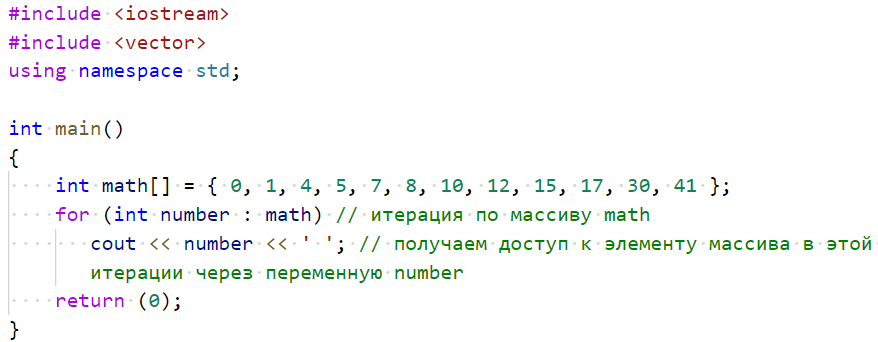 #include <iostream>
#include <vector>
using namespace std;

int main()
{
    int math[] = { 0, 1, 4, 5, 7, 8, 10, 12, 15, 17, 30, 41 };
    for (int number : math) // итерация по массиву math
       cout << number << ' '; // получаем доступ к элементу массива в этой
       итерации через переменную number
    return (0);
}